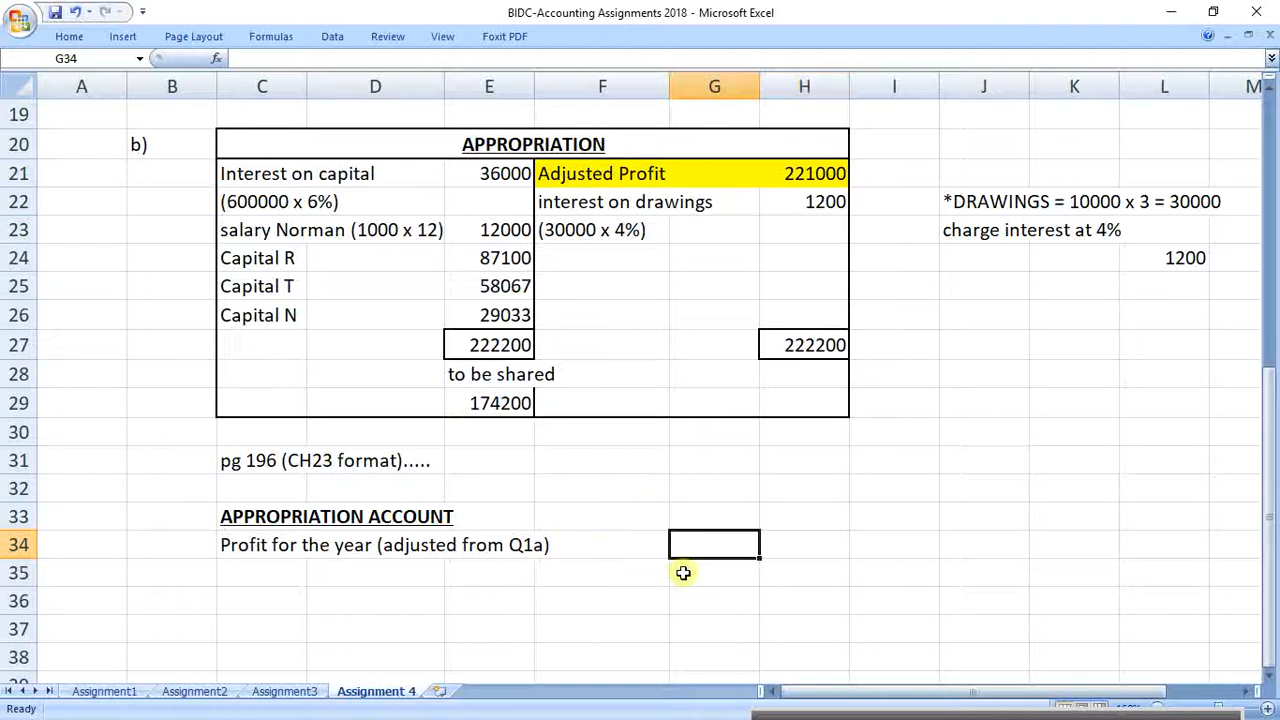 BIDC-Accounting Assignments 2018 - Microsoft Excel
Home Insert Page Layout Formulas Data Review View Foxit PDF
G34 fx
A B C D E F G H I J K L M
19
20 b) APPROPRIATION
21 Interest on capital 36000 Adjusted Profit 221000
22 (600000 x 6%) interest on drawings 1200 *DRAWINGS = 10000 x 3 = 30000
23 salary Norman (1000 x 12) 12000 (30000 x 4%) charge interest at 4%
24 Capital R 87100 1200
25 Capital T 58067
26 Capital N 29033
27 222200 222200
28 to be shared
29 174200
30
31 pg 196 (CH23 format).....
32
33 APPROPRIATION ACCOUNT
34 Profit for the year (adjusted from Q1a)
35
36
37
38
Assignment1 Assignment2 Assignment3 Assignment 4
Ready